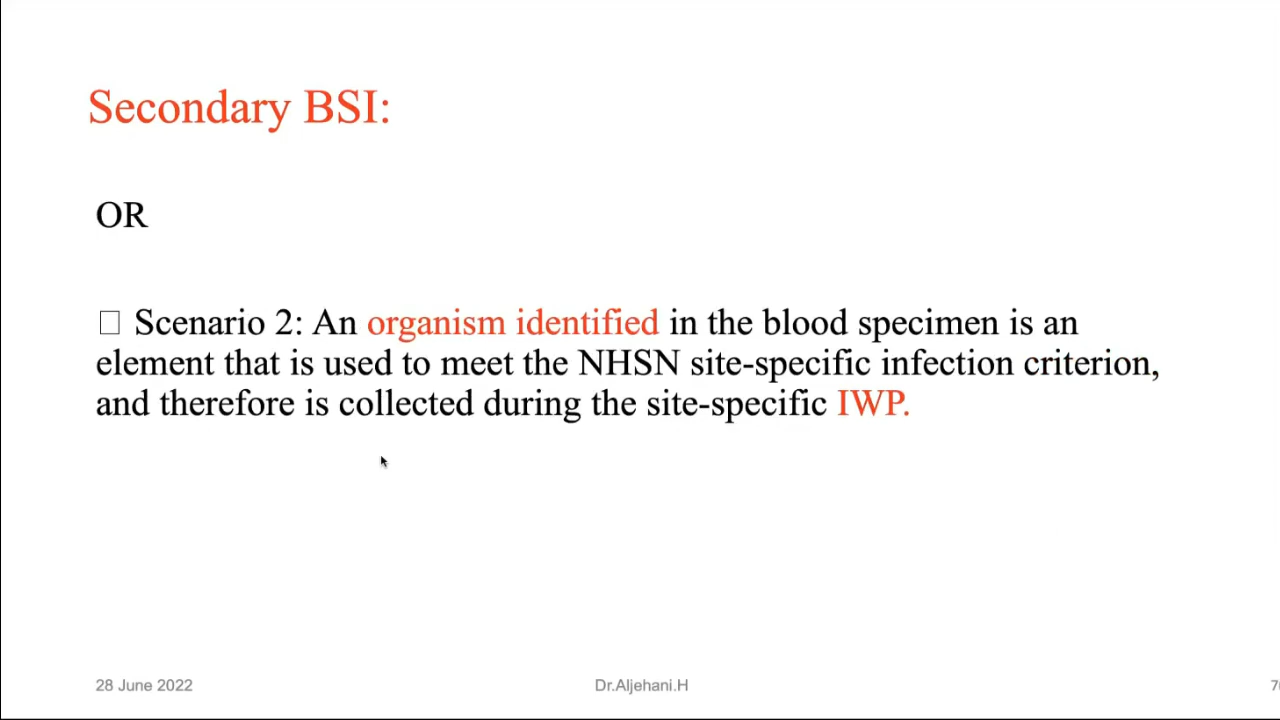 Secondary BSI:
OR
□ Scenario 2: An organism identified in the blood specimen is an
element that is used to meet the NHSN site-specific infection criterion,
and therefore is collected during the site-specific IWP.
28 June 2022
Dr.Aljehani.H